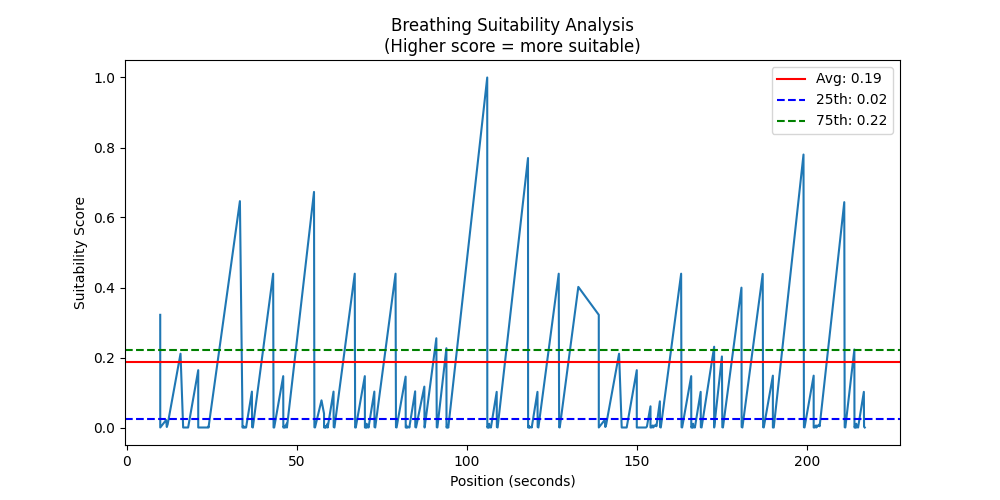 Breathing Suitability Analysis
(Higher score = more suitable)
Avg: 0.19
25th: 0.02
75th: 0.22
Suitability Score
1.0
0.8
0.6
0.4
0.2
0.0
0
50
100
150
200
Position (seconds)